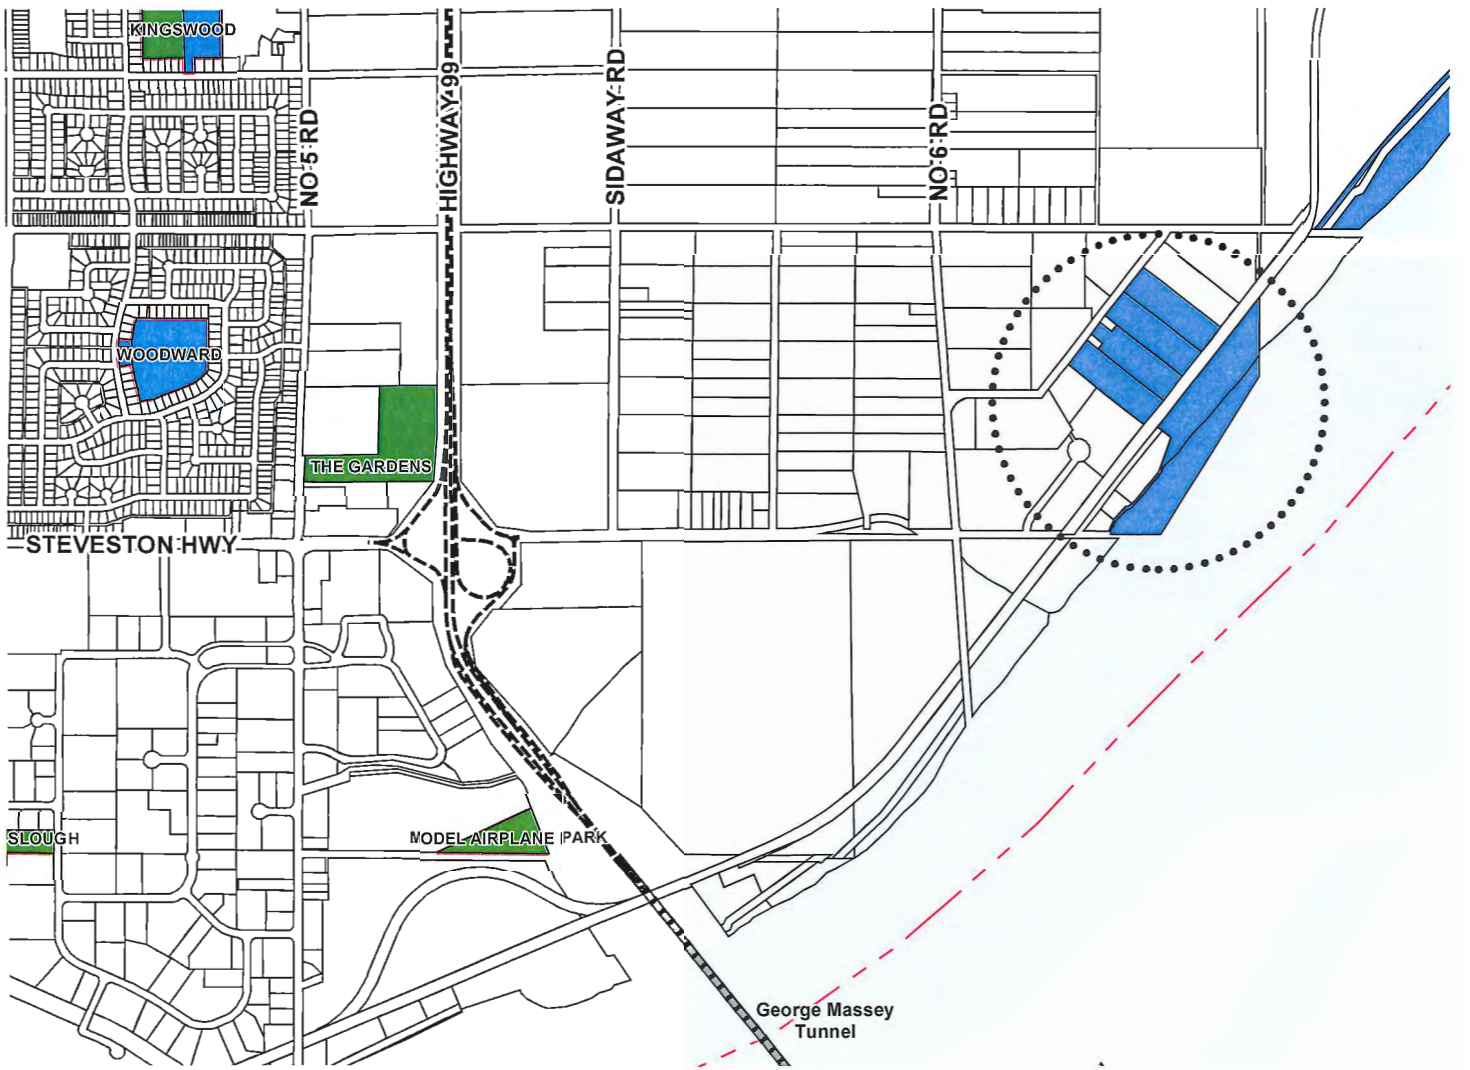 KINGSWOOD
NO 5 RD
HIGHWAY 99
SIDAWAY RD
NO 6 RD
WOODWARD
THE GARDENS
STEVESTON HWY
SLOUGH
MODEL AIRPLANE PARK
George Massey
Tunnel